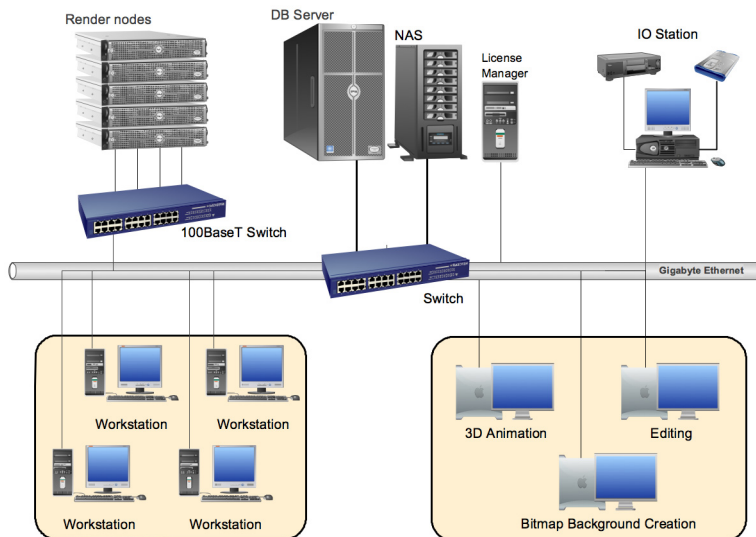 Render nodes
DB Server
NAS
License
Manager
IO Station
100BaseT Switch
Switch
Gigabyte Ethernet
Workstation
Workstation
Workstation
Workstation
3D Animation
Editing
Bitmap Background Creation